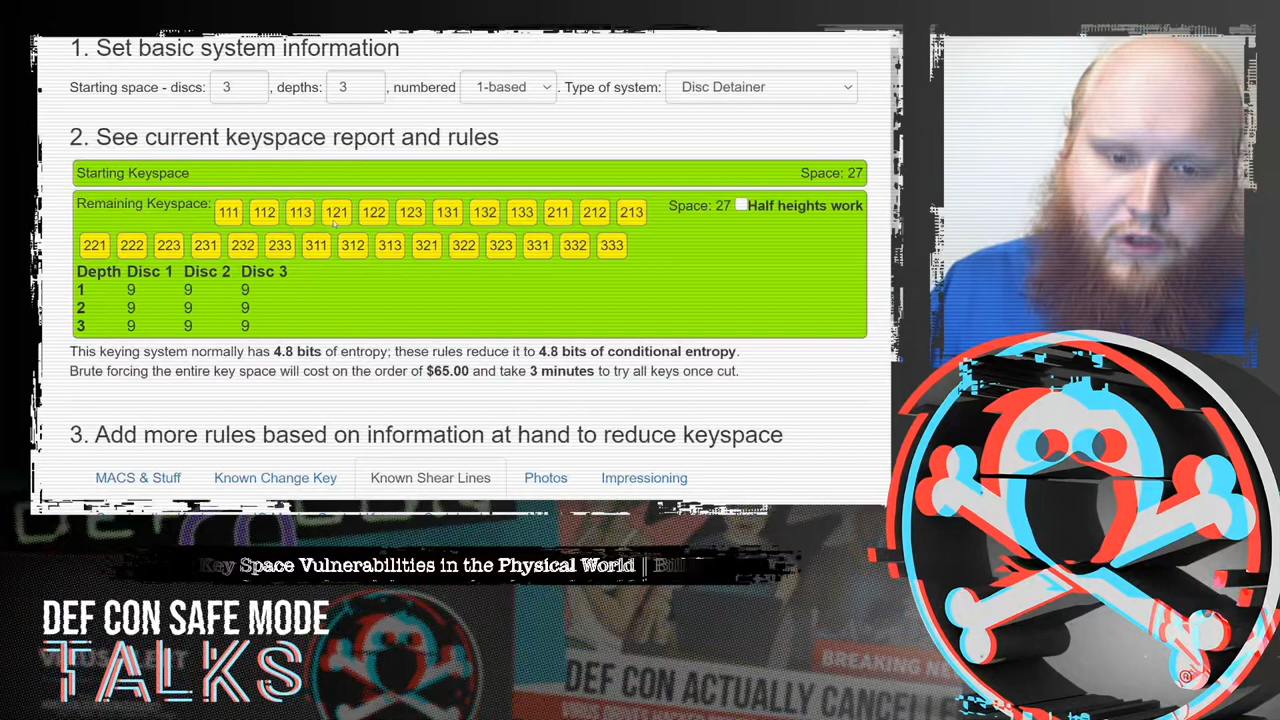 1. Set basic system information
Starting space - discs: 3 , depths: 3 , numbered 1-based . Type of system: Disc Detainer
2. See current keyspace report and rules
Starting Keyspace Space: 27
Remaining Keyspace: 111 112 113 121 122 123 131 132 133 211 212 213 Space: 27 Half heights work
221 222 223 231 232 233 311 312 313 321 322 323 331 332 333
Depth Disc 1 Disc 2 Disc 3
1 9 9 9
2 9 9 9
3 9 9 9
This keying system normally has 4.8 bits of entropy; these rules reduce it to 4.8 bits of conditional entropy.
Brute forcing the entire key space will cost on the order of $65.00 and take 3 minutes to try all keys once cut.
3. Add more rules based on information at hand to reduce keyspace
MACS & Stuff Known Change Key Known Shear Lines Photos Impressioning
DEF CON
Key Space Vulnerabilities in the Physical World || Bill
DEF CON SAFE MODE
TALKS
BREAKING NE
DEF CON ACTUALLY CANCELLE